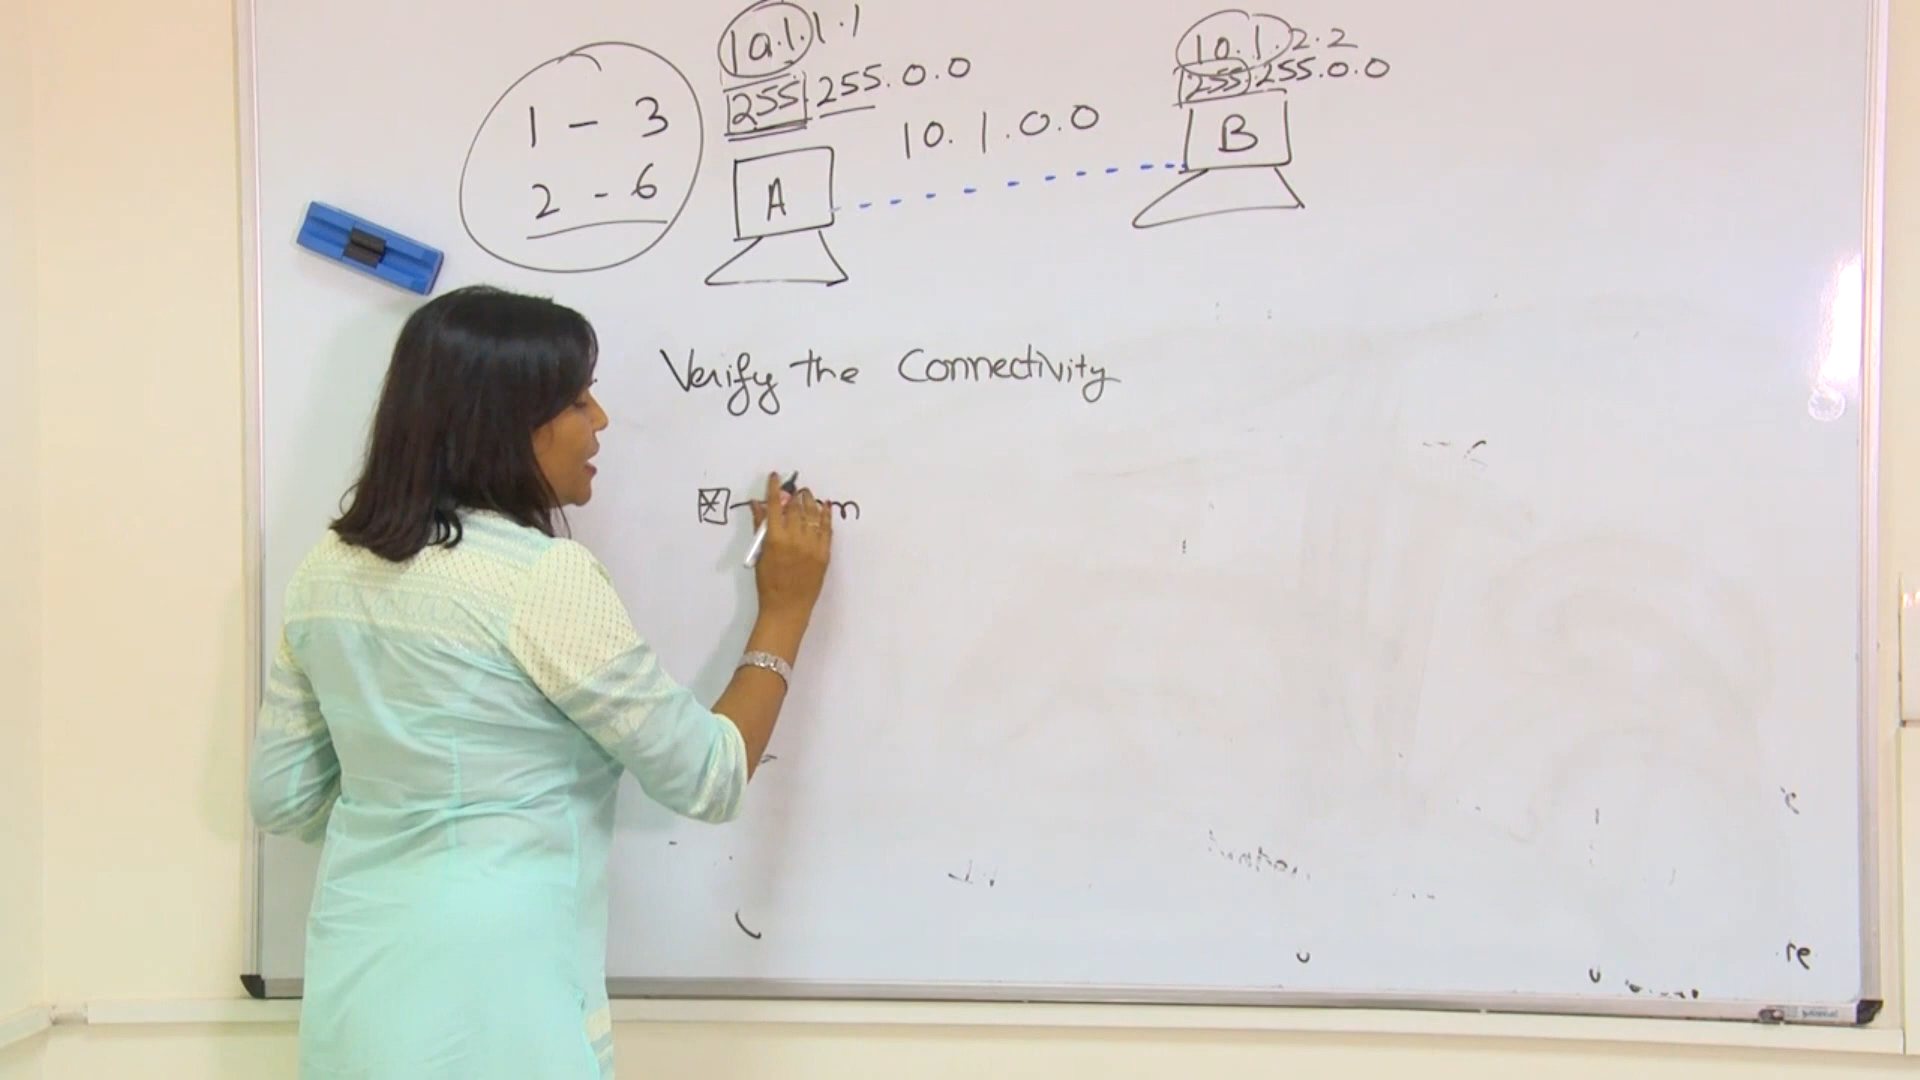 1 - 3
2 - 6
10.1.1.1
255.255.0.0
A
10.1.0.0
10.1.2.2
255.255.0.0
B
Verify the Connectivity
re